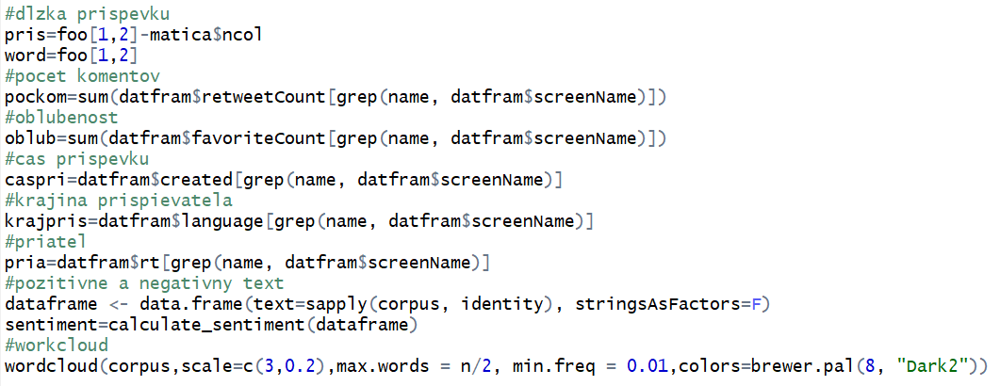 #dlzka prispevku
pris=foo[1,2]-matica$ncol
word=foo[1,2]
#pocet komentov
pockom=sum(datfram$retweetCount[grep(name, datfram$screenName)])
#oblubenost
oblub=sum(datfram$favoriteCount[grep(name, datfram$screenName)])
#cas prispevku
caspri=datfram$created[grep(name, datfram$screenName)]
#krajina prispievatela
krajpris=datfram$language[grep(name, datfram$screenName)]
#priatel
pria=datfram$rt[grep(name, datfram$screenName)]
#pozitivne a negativny text
dataframe <- data.frame(text=sapply(corpus, identity), stringsAsFactors=F)
sentiment=calculate_sentiment(dataframe)
#workcloud
wordcloud(corpus,scale=c(3,0.2),max.words = n/2, min.freq = 0.01,colors=brewer.pal(8, "Dark2"))